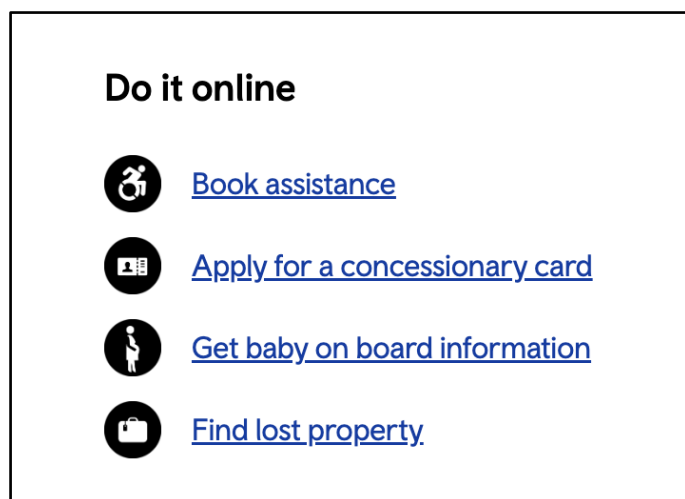 Do it online
Book assistance
Apply for a concessionary card
Get baby on board information
Find lost property